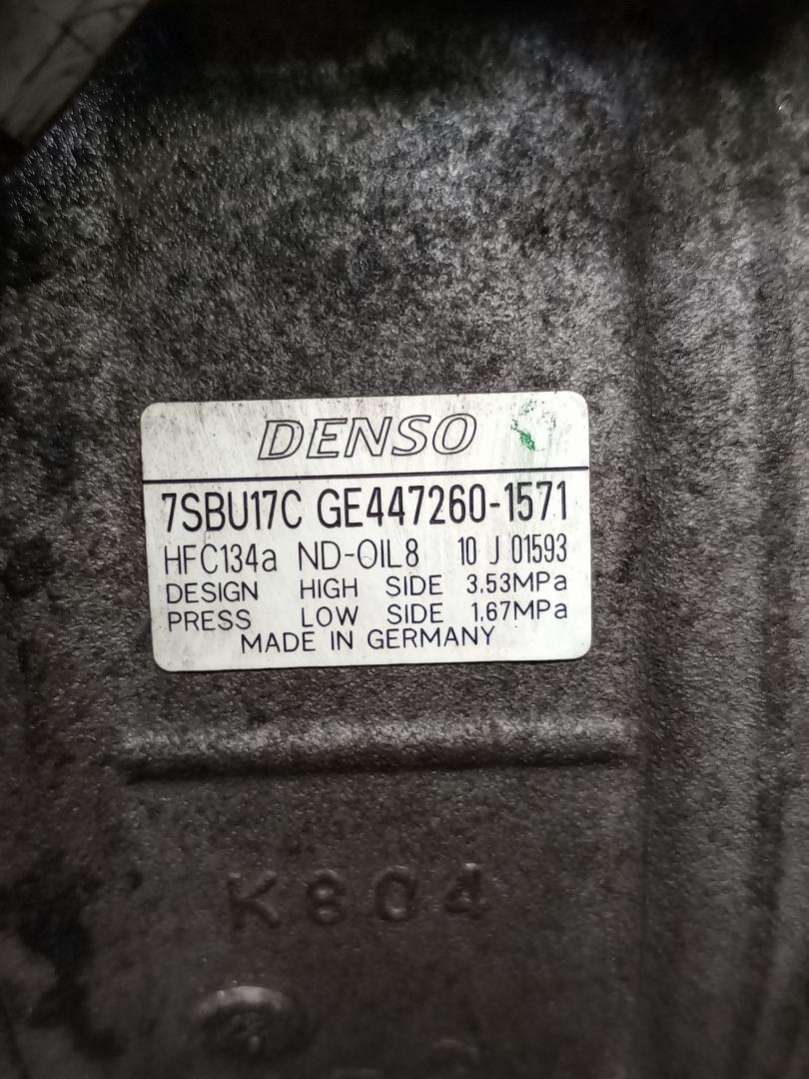 DENSO
7SBU17C GE447260-1571
HFC134a ND-OIL8 10 J 01593
DESIGN HIGH SIDE 3.53MPa
PRESS LOW SIDE 1.67MPa
MADE IN GERMANY
K804